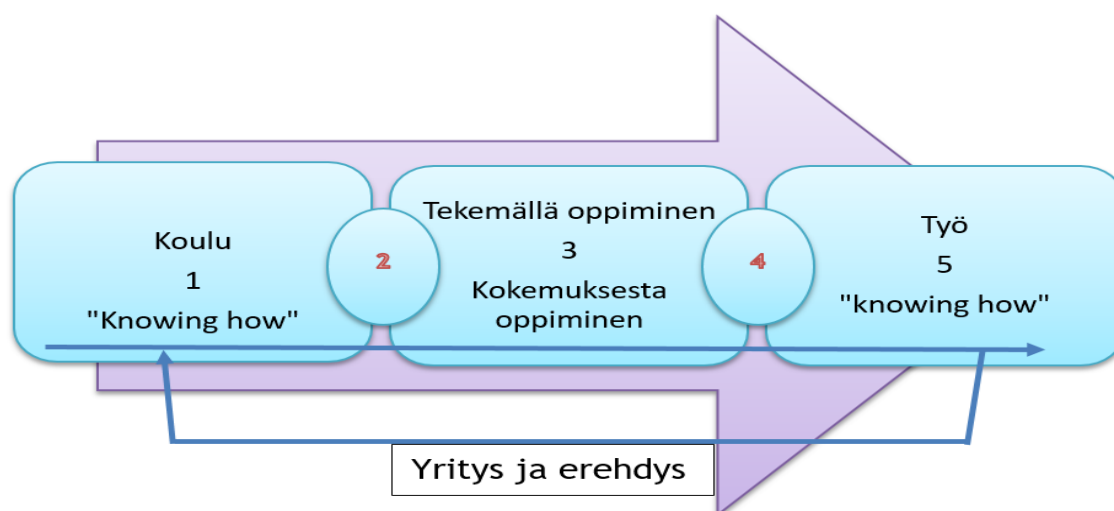 Koulu
1
"Knowing how"
2
Tekemällä oppiminen
3
Kokemuksesta
oppiminen
4
Työ
5
"knowing how"
Yritys ja erehdys